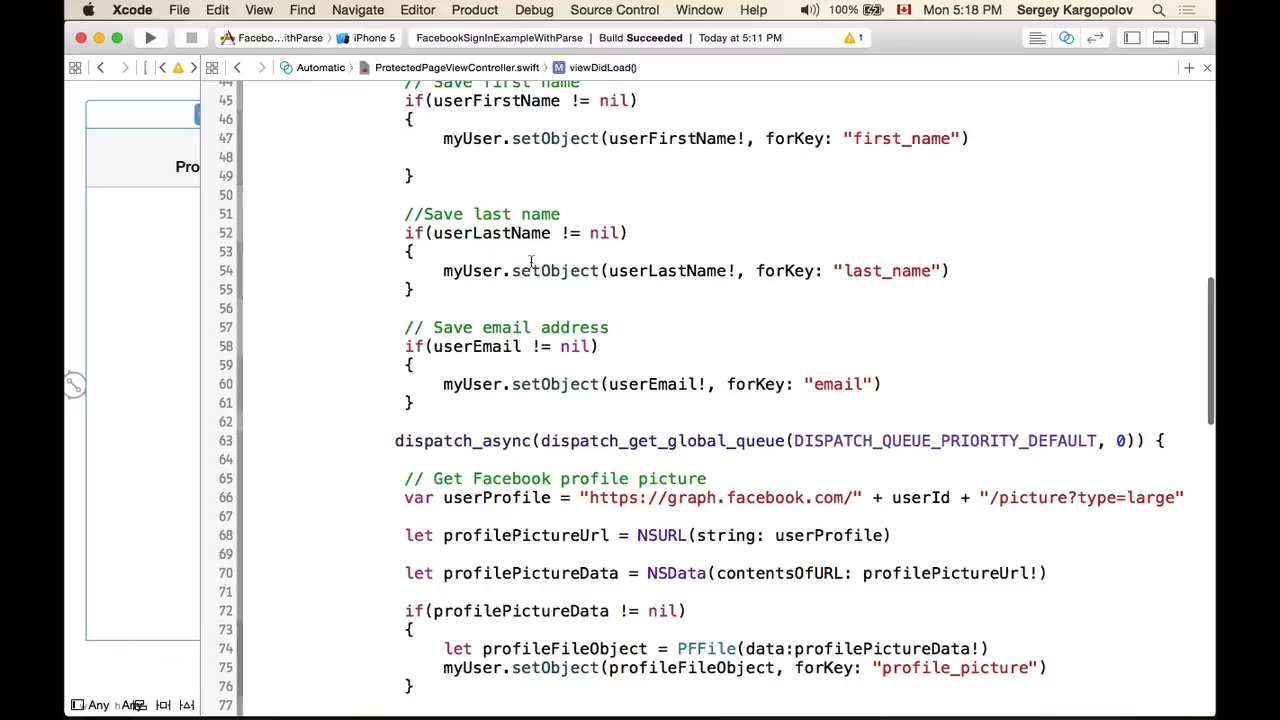 Xcode File Edit View Find Navigate Editor Product Debug Source Control Window Help 100% Mon 5:18 PM Sergey Kargopolov
Facebo...ithParse iPhone 5 FacebookSignInExampleWithParse Build Succeeded Today at 5:11 PM 1
Automatic ProtectedPageViewController.swift M viewDidLoad()
44 // Save first name
45 if(userFirstName != nil)
46 {
47 myUser.setObject(userFirstName!, forKey: "first_name")
48
49 }
50
51 //Save last name
52 if(userLastName != nil)
53 {
54 myUser.setObject(userLastName!, forKey: "last_name")
55 }
56
57 // Save email address
58 if(userEmail != nil)
59 {
60 myUser.setObject(userEmail!, forKey: "email")
61 }
62
63 dispatch_async(dispatch_get_global_queue(DISPATCH_QUEUE_PRIORITY_DEFAULT, 0)) {
64
65 // Get Facebook profile picture
66 var userProfile = "https://graph.facebook.com/" + userId + "/picture?type=large"
67
68 let profilePictureUrl = NSURL(string: userProfile)
69
70 let profilePictureData = NSData(contentsOfURL: profilePictureUrl!)
71
72 if(profilePictureData != nil)
73 {
74 let profileFileObject = PFFile(data:profilePictureData!)
75 myUser.setObject(profileFileObject, forKey: "profile_picture")
76 }
77
Pro
Any